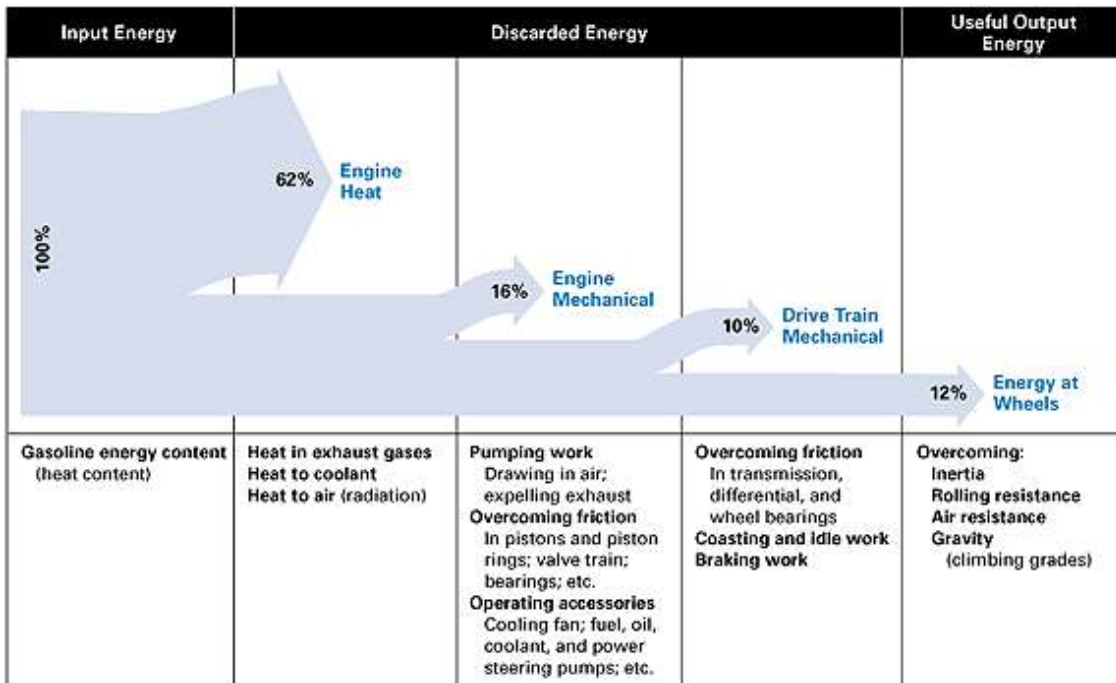 Input Energy
Discarded Energy
Useful Output
Energy
100%
62%
Engine
Heat
16%
Engine
Mechanical
10%
Drive Train
Mechanical
12%
Energy at
Wheels
Gasoline energy content
(heat content)
Heat in exhaust gases
Heat to coolant
Heat to air (radiation)
Pumping work
Drawing in air;
expelling exhaust
Overcoming friction
In pistons and piston
rings; valve train;
bearings; etc.
Operating accessories
Cooling fan; fuel, oil,
coolant, and power
steering pumps; etc.
Overcoming friction
In transmission,
differential, and
wheel bearings
Coasting and idle work
Braking work
Overcoming:
Inertia
Rolling resistance
Air resistance
Gravity
(climbing grades)